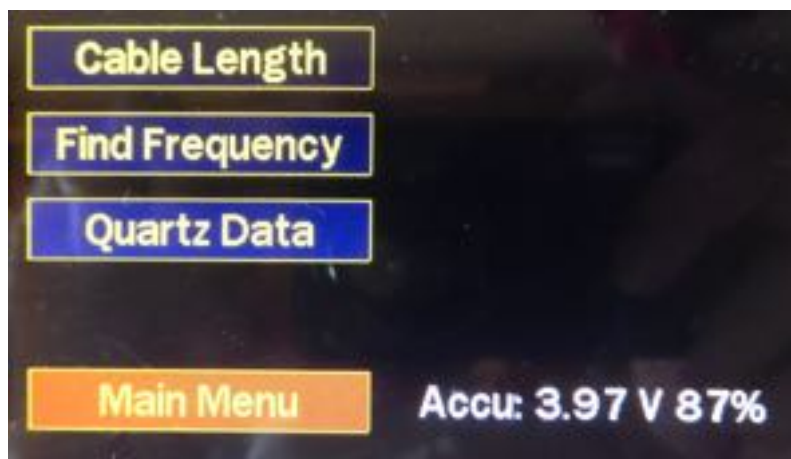 Cable Length
Find Frequency
Quartz Data
Main Menu Accu: 3.97 V 87%